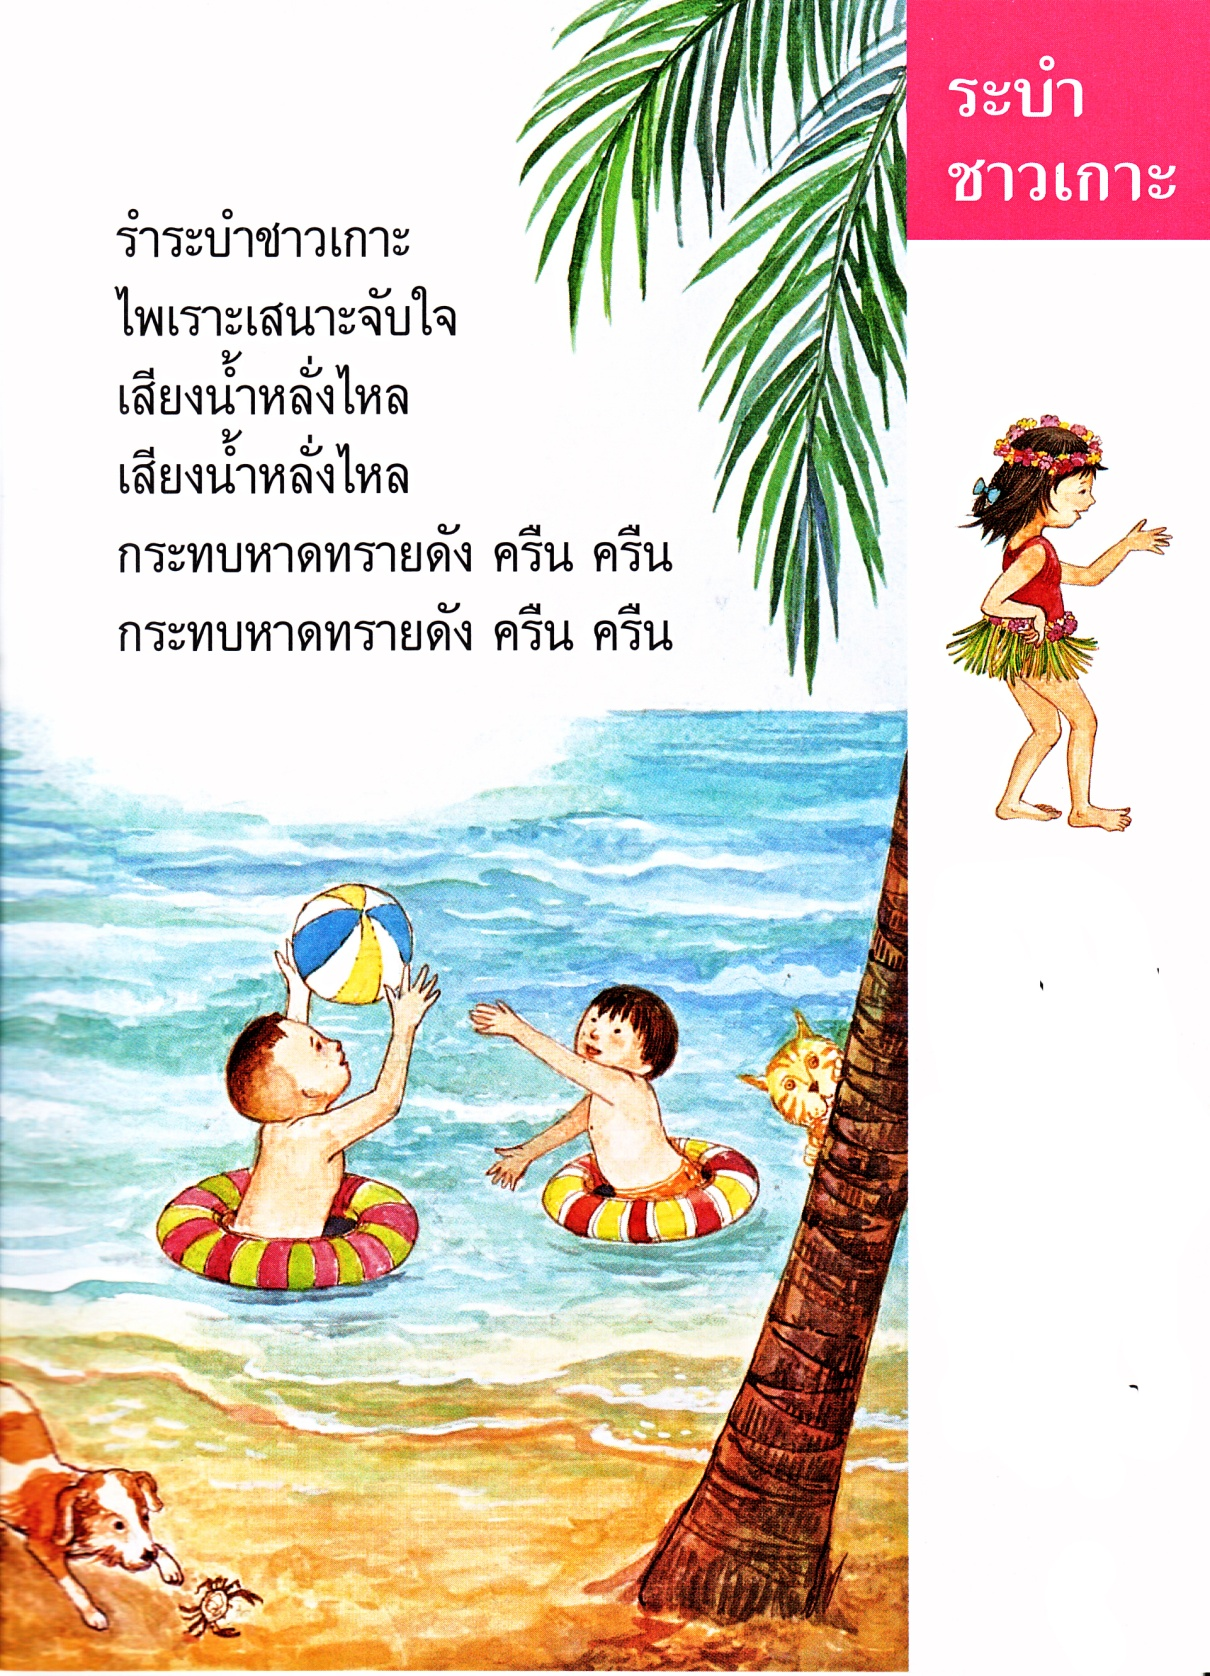 ระบำ
ชาวเกาะ
รำระบำชาวเกาะ
ไพเราะเสนาะจับใจ
เสียงน้ำหลั่งไหล
เสียงน้ำหลั่งไหล
กระทบหาดทรายดัง ครืน ครืน
กระทบหาดทรายดัง ครืน ครืน